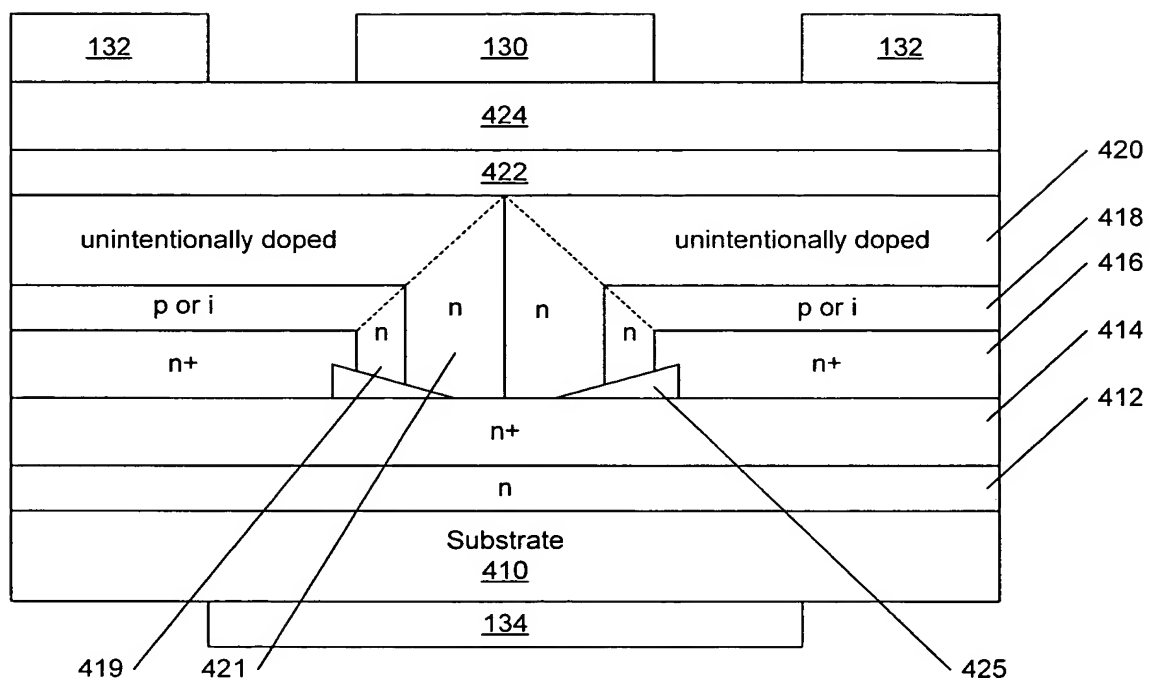 132
130
132
424
422
420
unintentionally doped
unintentionally doped
418
p or i
n
n
p or i
416
n+
n
n
n+
414
n+
412
n
Substrate
410
134
419
421
425